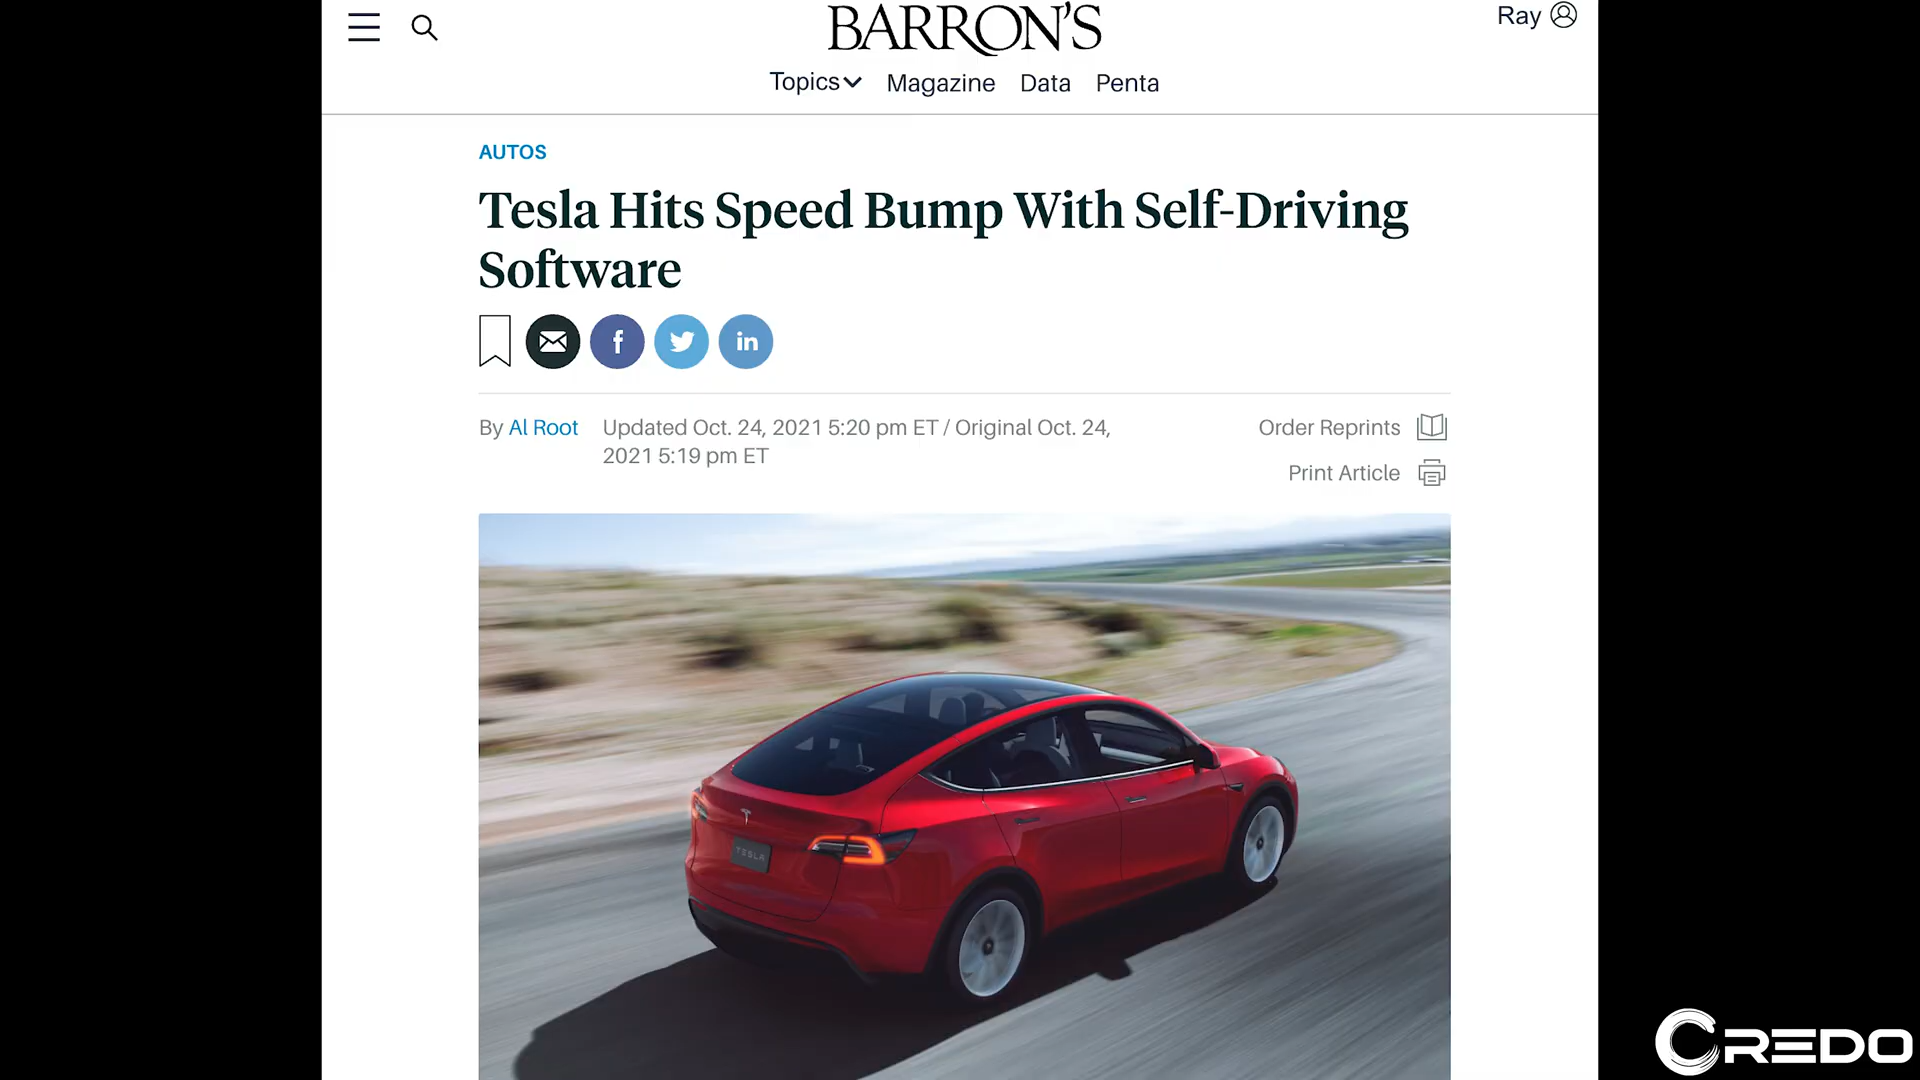 BARRON'S
Ray
Topics Magazine Data Penta
AUTOS
Tesla Hits Speed Bump With Self-Driving
Software
f in
By Al Root Updated Oct. 24, 2021 5:20 pm ET / Original Oct. 24,
2021 5:19 pm ET
Order Reprints
Print Article
TESLA
CREDO